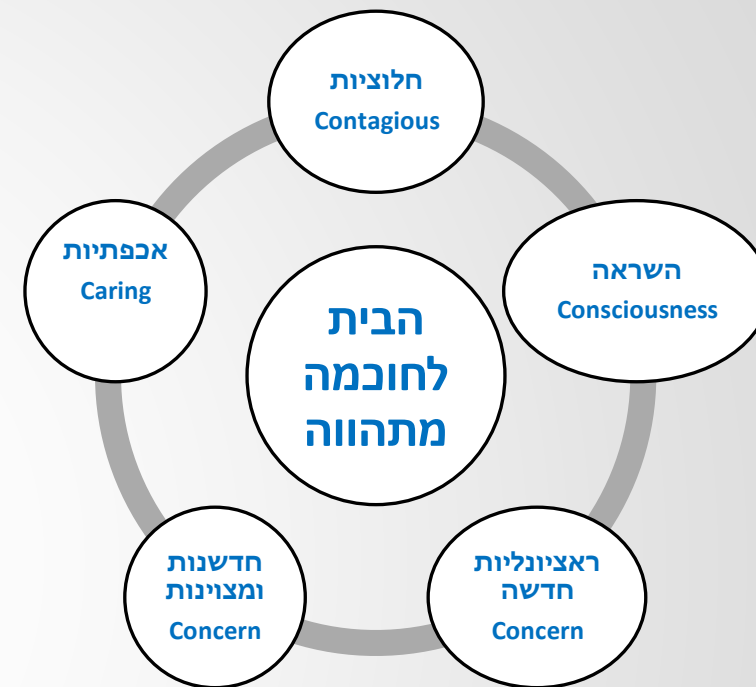 חלוציות
Contagious
השראה
Consciousness
אכפתיות
Caring
הבית
לחוכמה
מתהווה
ראציונליות
חדשה
Concern
חדשנות
ומצוינות
Concern